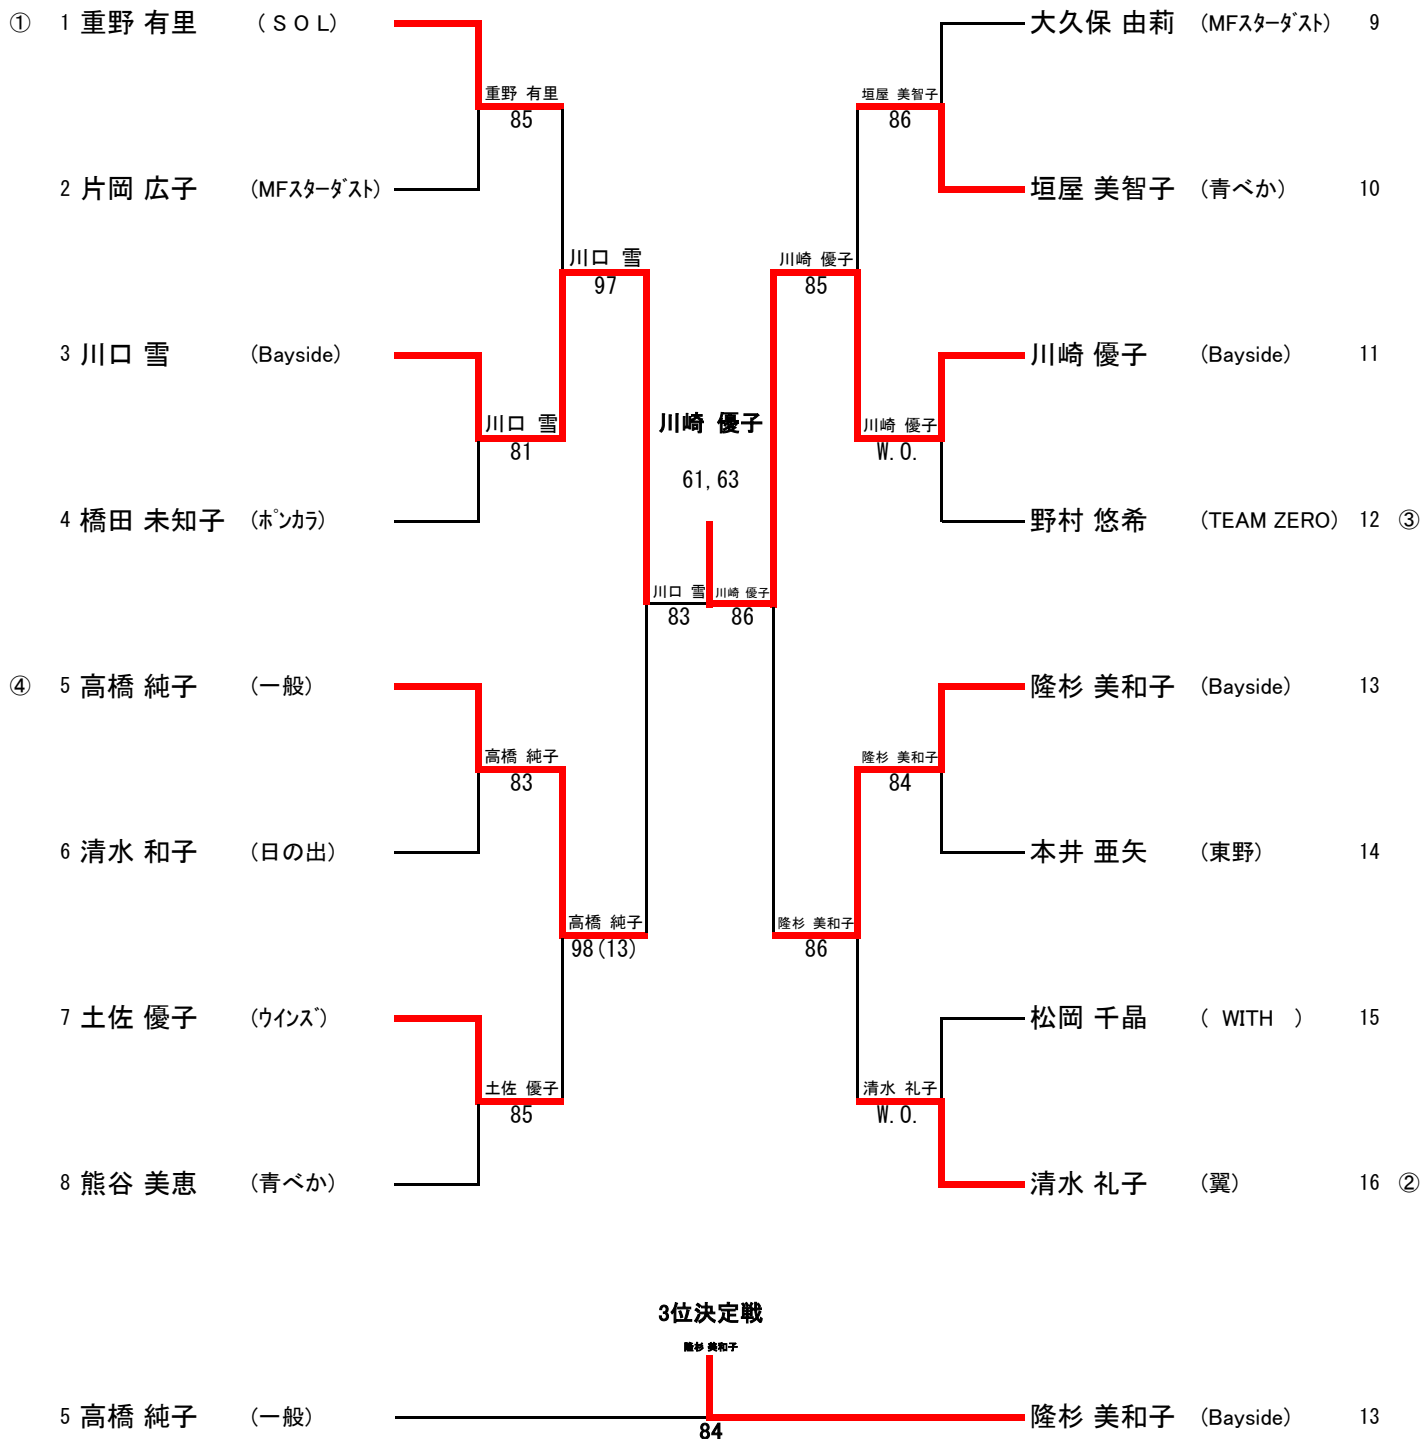 ① 1 重野 有里 (ＳＯＬ) 大久保 由莉 (MFｽﾀｰﾀﾞｽﾄ) 9
重野 有里 垣屋 美智子
85 86
2 片岡 広子 (MFｽﾀｰﾀﾞｽﾄ) 垣屋 美智子 (青べか) 10
川口 雪 川崎 優子
97 85
3 川口 雪 (Bayside) 川崎 優子 (Bayside) 11
川口 雪 川崎 優子 川崎 優子
81 W.O.
61,63
4 橋田 未知子 (ﾎﾟﾝｶﾗ) 野村 悠希 (TEAM ZERO) 12 ③
川口 雪 川崎 優子
83 86
④ 5 高橋 純子 (一般) 隆杉 美和子 (Bayside) 13
高橋 純子 隆杉 美和子
83 84
6 清水 和子 (日の出) 本井 亜矢 (東野) 14
高橋 純子 隆杉 美和子
98(13) 86
7 土佐 優子 (ｳｲﾝｽﾞ) 松岡 千晶 ( WITH ) 15
土佐 優子 清水 礼子
85 W.O.
8 熊谷 美恵 (青べか) 清水 礼子 (翼) 16 ②
3位決定戦
隆杉 美和子
5 高橋 純子 (一般) 隆杉 美和子 (Bayside) 13
84